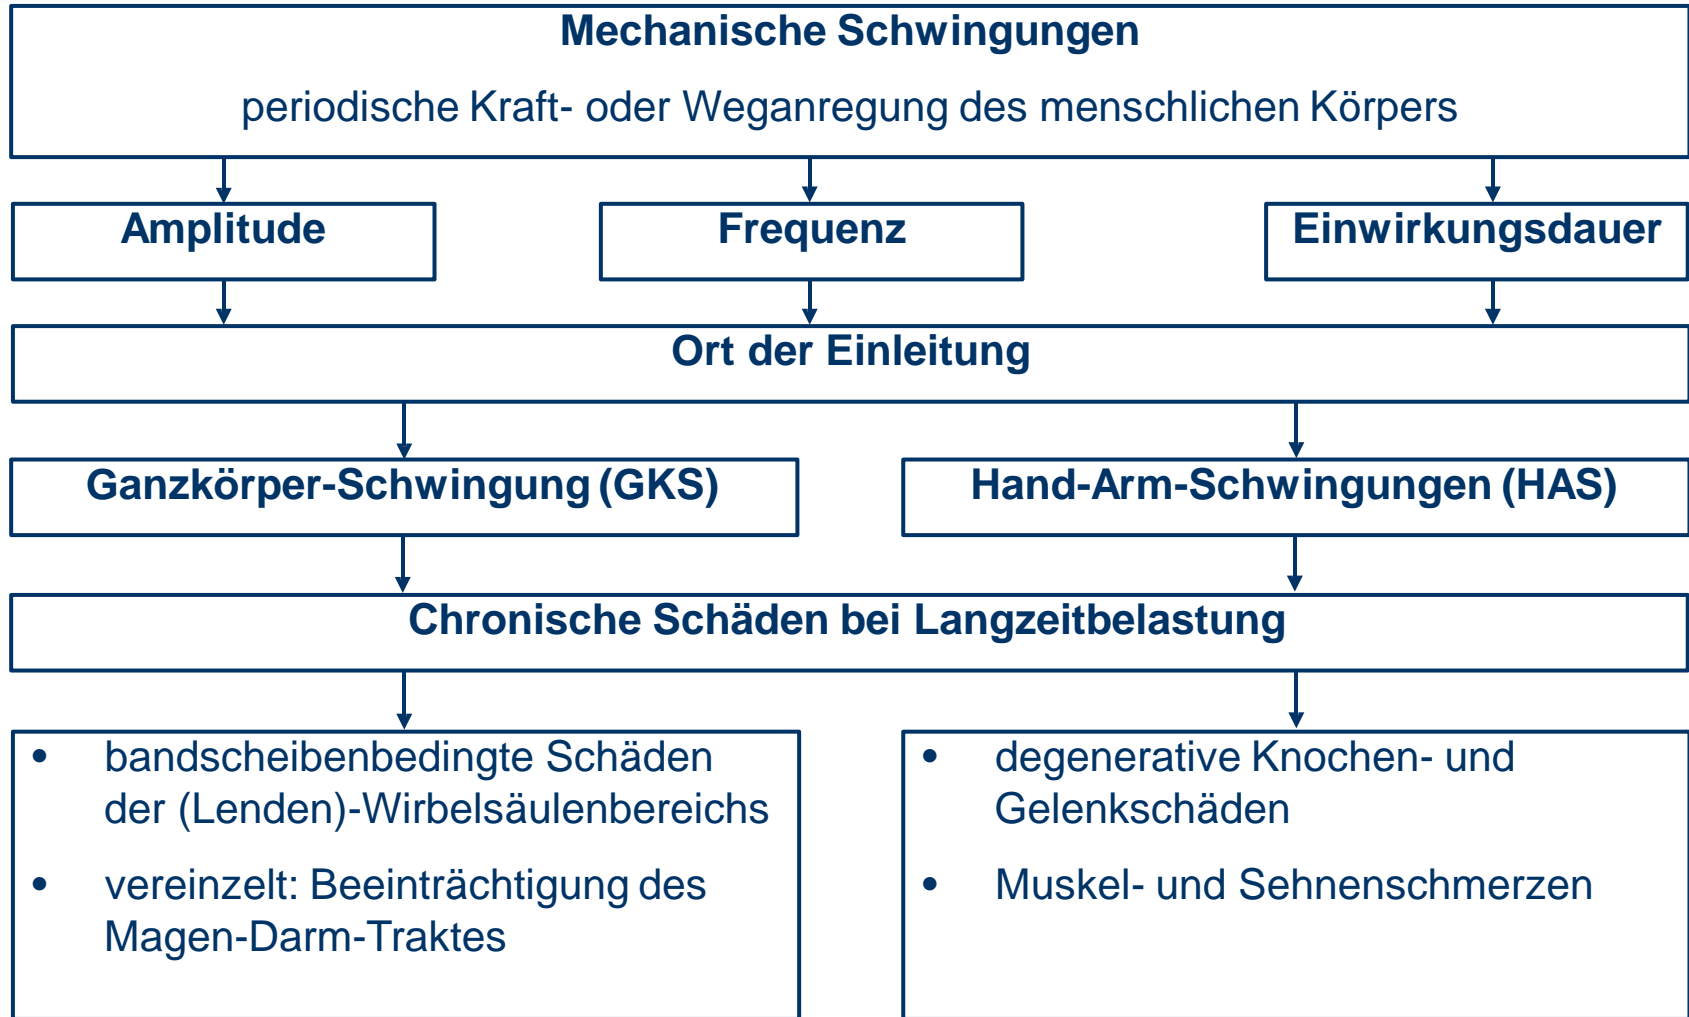 Mechanische Schwingungen
periodische Kraft- oder Weganregung des menschlichen Körpers
Amplitude
Frequenz
Einwirkungsdauer
Ort der Einleitung
Ganzkörper-Schwingung (GKS)
Hand-Arm-Schwingungen (HAS)
Chronische Schäden bei Langzeitbelastung
• bandscheibenbedingte Schäden
der (Lenden)-Wirbelsäulenbereichs
• vereinzelt: Beeinträchtigung des
Magen-Darm-Traktes
• degenerative Knochen- und
Gelenkschäden
• Muskel- und Sehnenschmerzen